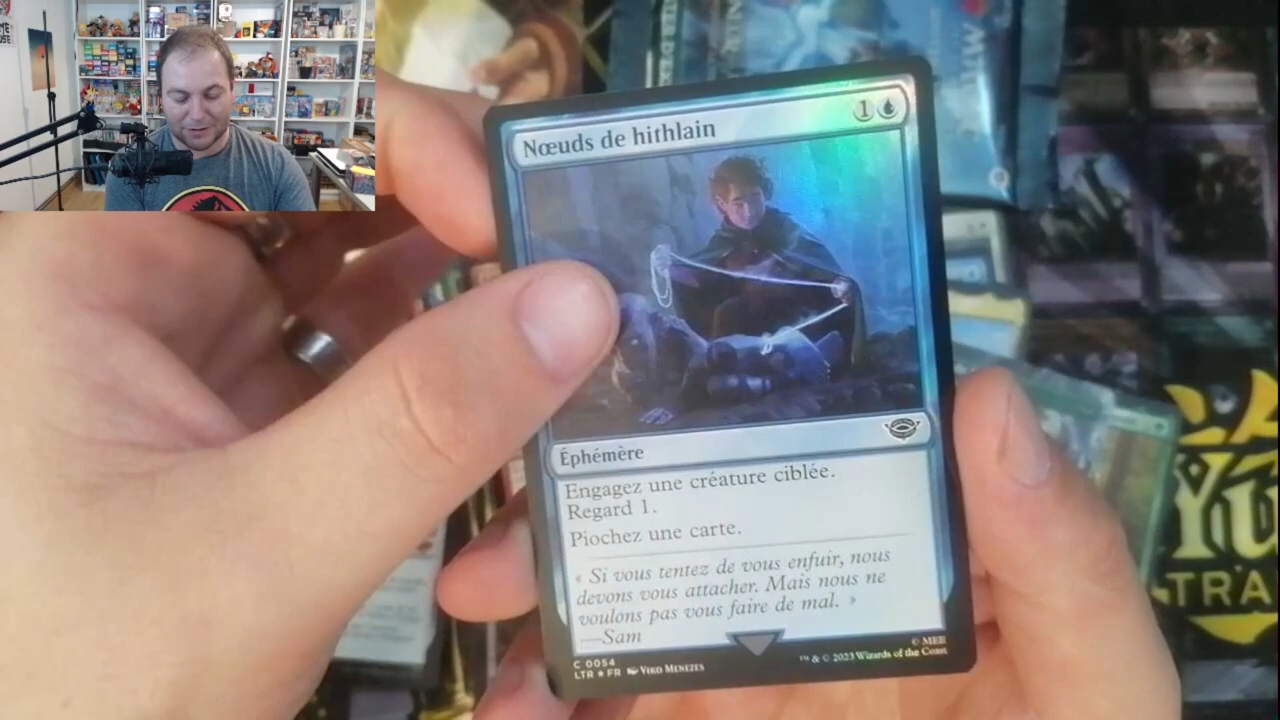 Nœuds de hithlain
1
Éphémère
Engagez une créature ciblée.
Regard 1.
Piochez une carte.
« Si vous tentez de vous enfuir, nous
devons vous attacher. Mais nous ne
voulons pas vous faire de mal. »
—Sam
C 0054
LTR ★ FR Viko Menezes
© MEE
™ & © 2023 Wizards of the Coast
TRA